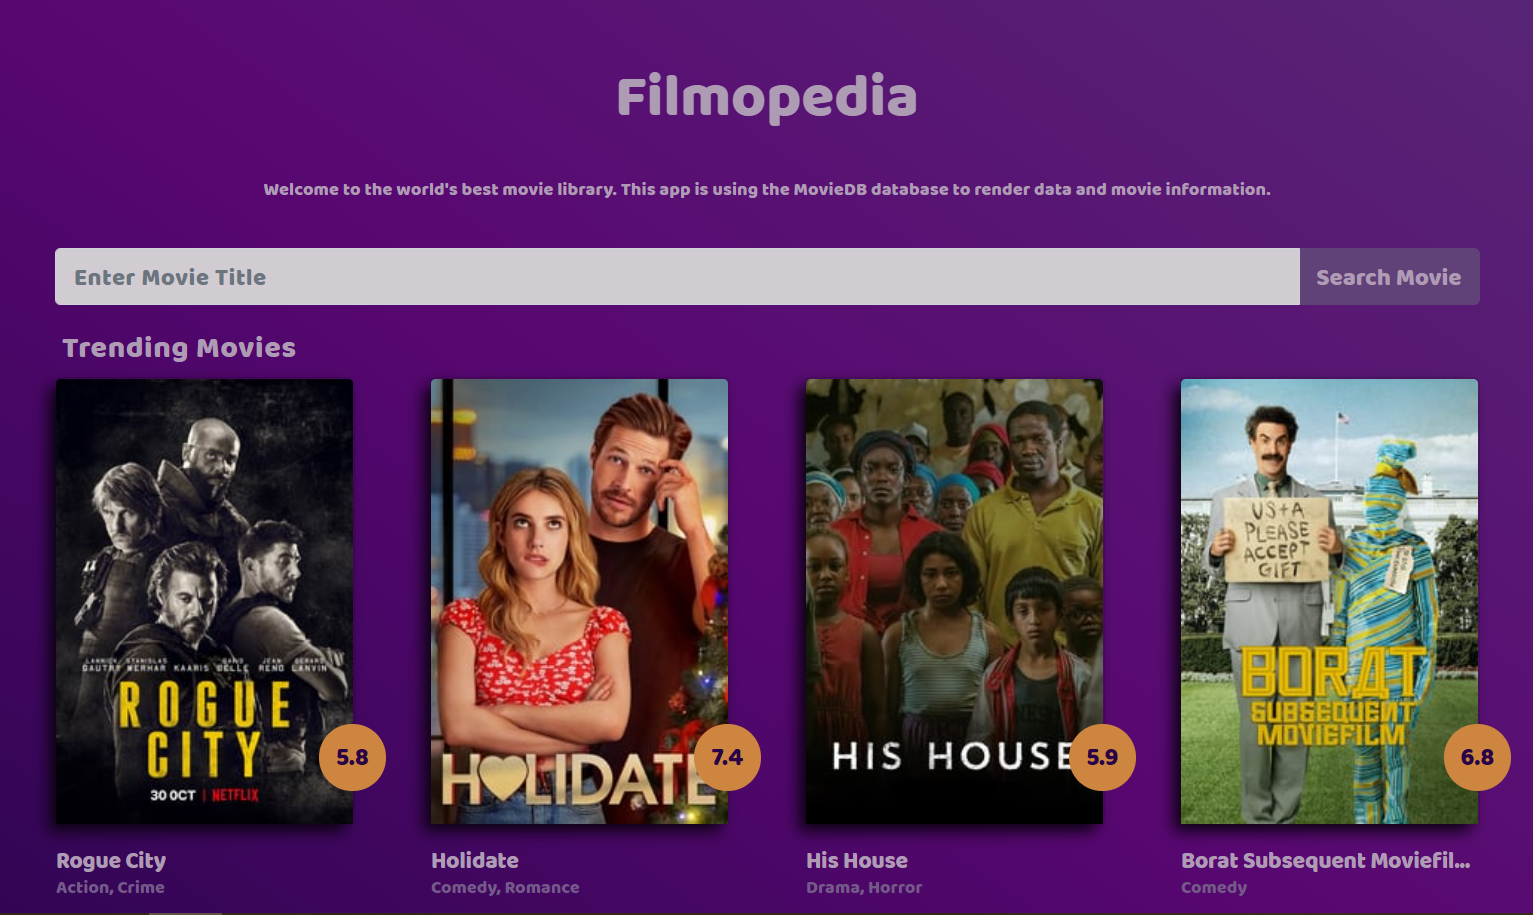 Filmopedia
Welcome to the world's best movie library. This app is using the MovieDB database to render data and movie information.
Enter Movie Title
Search Movie
Trending Movies
LANNICK STANISLAS DAVID JEAN GERARD
GAUTRY MERHAR KAARIS BELLE RENO LANVIN
ROGUE
CITY
30 OCT | NETFLIX
5.8
HOLIDATE
7.4
HIS HOUSE
5.9
US+A
PLEASE
ACCEPT
GIFT
BORAT
SUBSEQUENT
MOVIEFILM
6.8
Rogue City
Action, Crime
Holidate
Comedy, Romance
His House
Drama, Horror
Borat Subsequent Moviefil...
Comedy